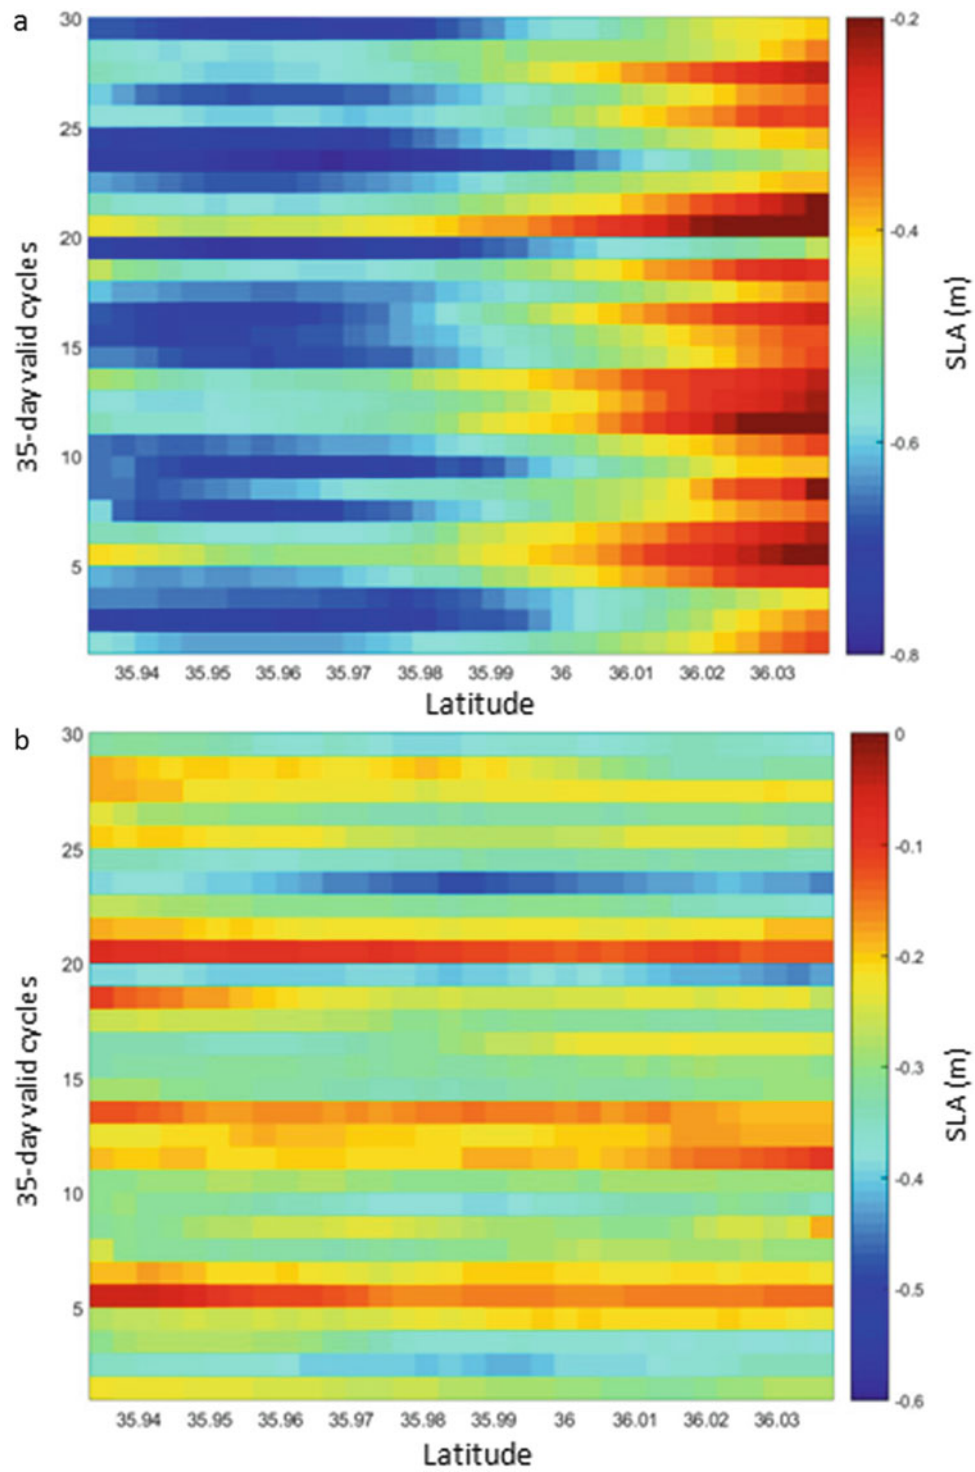 a
30
25
20
15
10
5
35-day valid cycles
35.94 35.95 35.96 35.97 35.98 35.99 36 36.01 36.02 36.03
Latitude
-0.2
-0.4
-0.6
-0.8
SLA (m)
b
30
25
20
15
10
5
35-day valid cycles
35.94 35.95 35.96 35.97 35.98 35.99 36 36.01 36.02 36.03
Latitude
0
-0.1
-0.2
-0.3
-0.4
-0.5
-0.6
SLA (m)